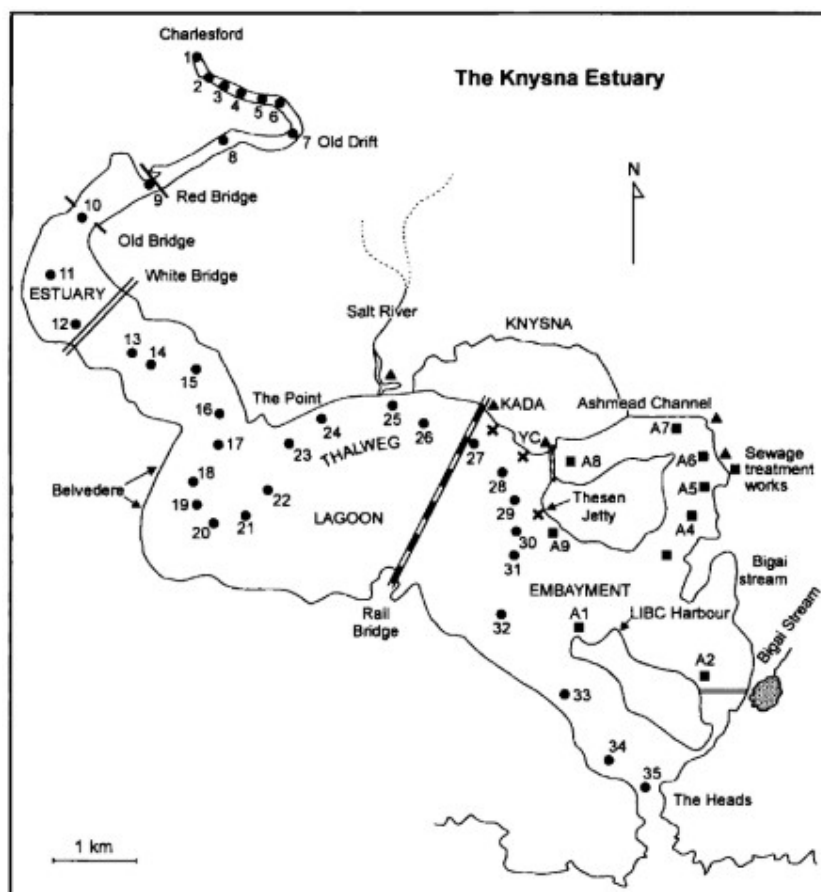 Charlesford
The Knysna Estuary
1
2
3
4
5
6
7 Old Drift
8
9
Red Bridge
N
10
Old Bridge
11
White Bridge
ESTUARY
12
Salt River
KNYSNA
13
14
15
The Point
KADA
Ashmead Channel
16
24
25
26
YC
A7
17
23
THALWEG
27
A8
A6
Sewage
treatment
works
18
28
A5
Belvedere
22
19
29
Thesen
Jetty
A4
20
21
LAGOON
30
A9
31
Bigai
stream
EMBAYMENT
Rail
Bridge
32
A1
LIBC Harbour
Bigai Stream
A2
33
34
35
The Heads
1 km